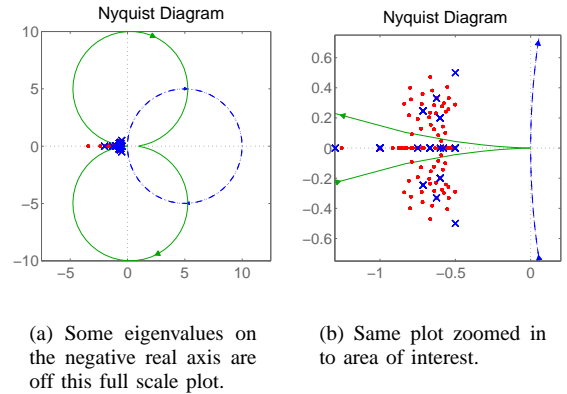 Nyquist Diagram
10
5
0
−5
−10
−5
0
5
10
Nyquist Diagram
0.6
0.4
0.2
0
−0.2
−0.4
−0.6
−1
−0.5
0
(a) Some eigenvalues on
the negative real axis are
off this full scale plot.
(b) Same plot zoomed in
to area of interest.